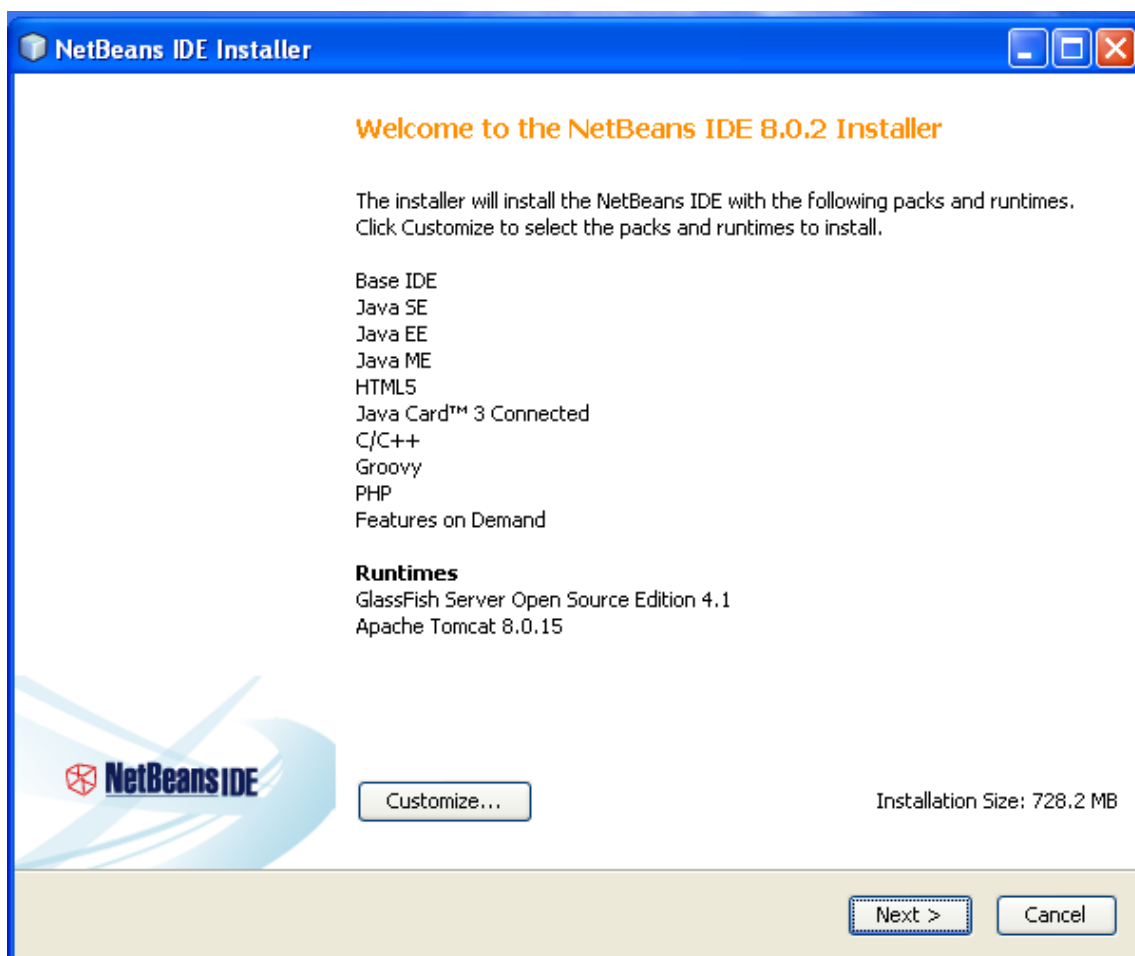 NetBeans IDE Installer
Welcome to the NetBeans IDE 8.0.2 Installer
The installer will install the NetBeans IDE with the following packs and runtimes.
Click Customize to select the packs and runtimes to install.
Base IDE
Java SE
Java EE
Java ME
HTML5
Java Card™ 3 Connected
C/C++
Groovy
PHP
Features on Demand
Runtimes
GlassFish Server Open Source Edition 4.1
Apache Tomcat 8.0.15
NetBeans IDE
Customize...
Installation Size: 728.2 MB
Next >
Cancel